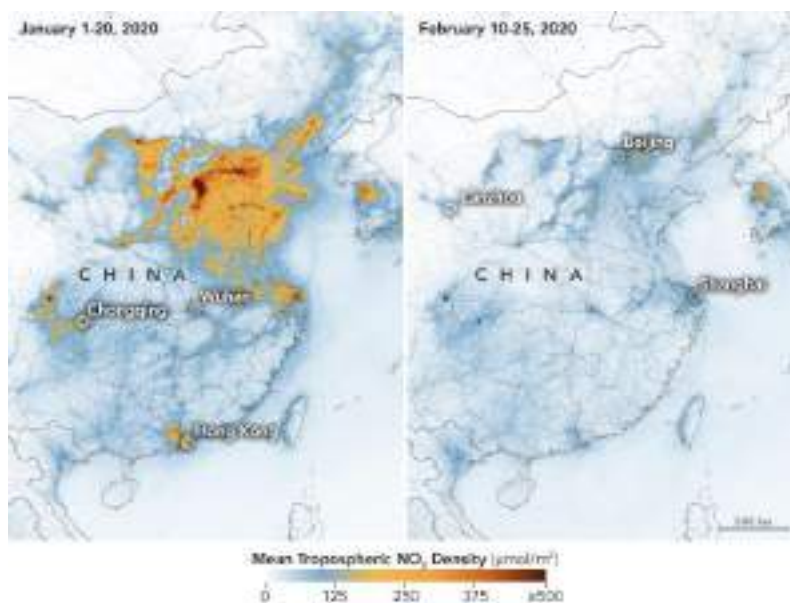 January 1-20, 2020
February 10-25, 2020
Beijing
Lanzhou
CHINA
CHINA
Wuhan
Shanghai
Chongqing
Hong Kong
Mean Tropospheric NO₂ Density (μmol/m²)
0 125 250 375 ≥500